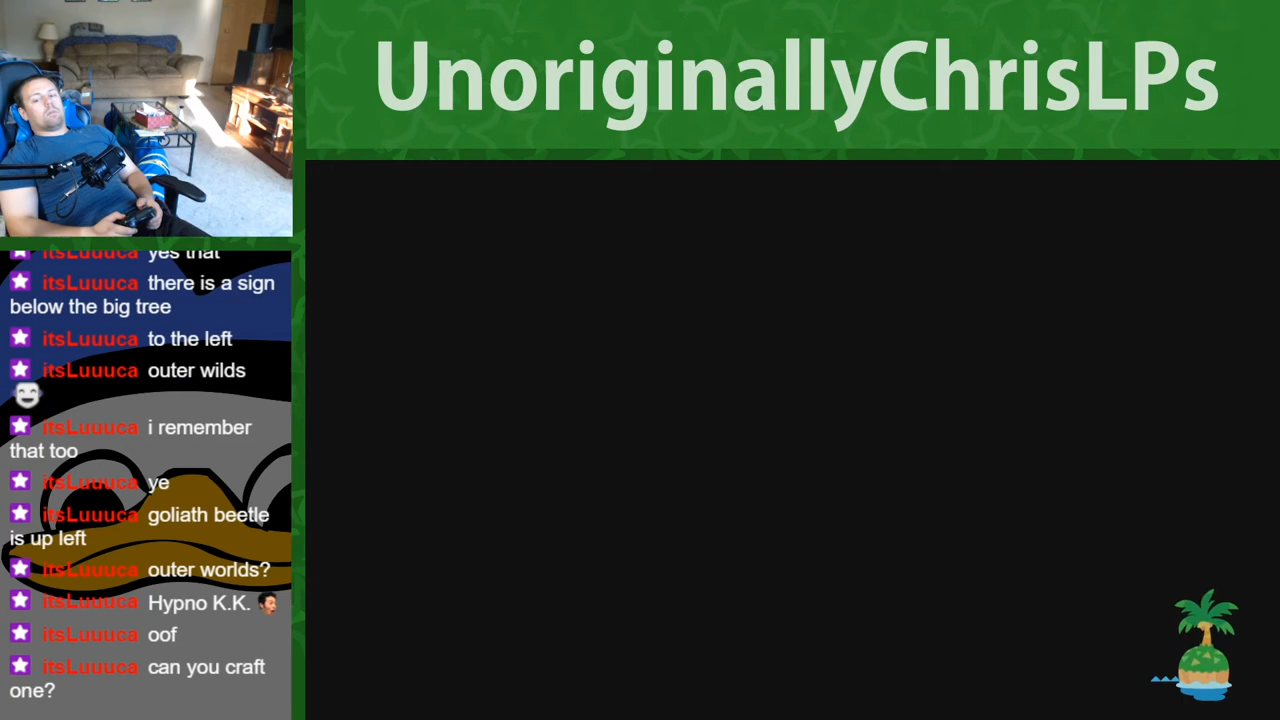 UnoriginallyChrisLPs
itsLuuuca yes that
itsLuuuca there is a sign
below the big tree
itsLuuuca to the left
itsLuuuca outer wilds
itsLuuuca i remember
that too
itsLuuuca ye
itsLuuuca goliath beetle
is up left
itsLuuuca outer worlds?
itsLuuuca Hypno K.K.
itsLuuuca oof
itsLuuuca can you craft
one?